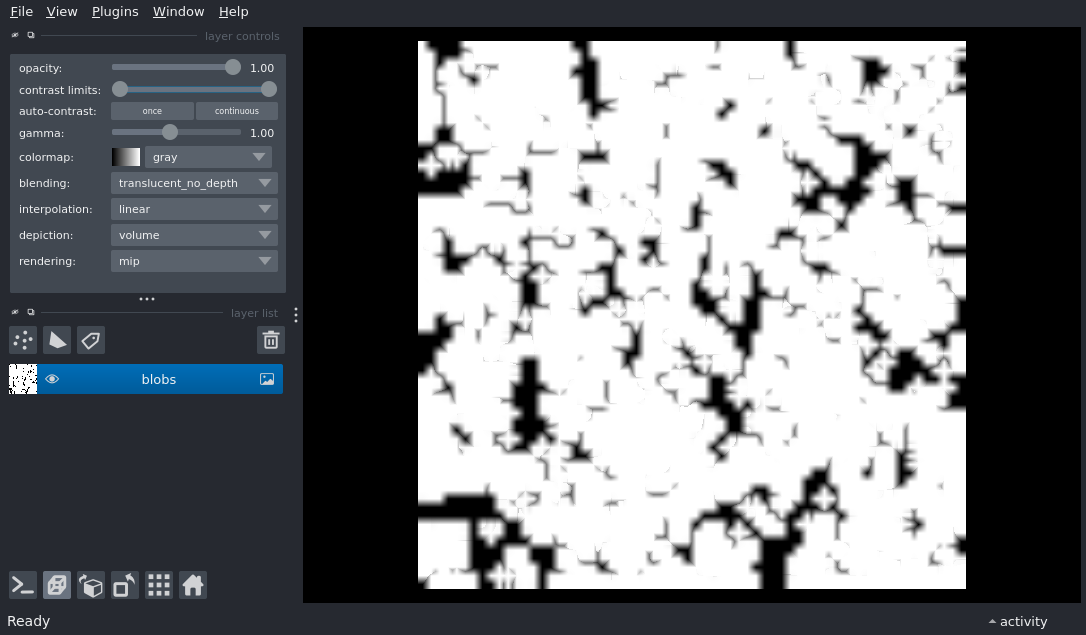 File View Plugins Window Help
layer controls
opacity: 1.00
contrast limits:
auto-contrast: once continuous
gamma: 1.00
colormap: gray
blending: translucent_no_depth
interpolation: linear
depiction: volume
rendering: mip
layer list
blobs
Ready activity